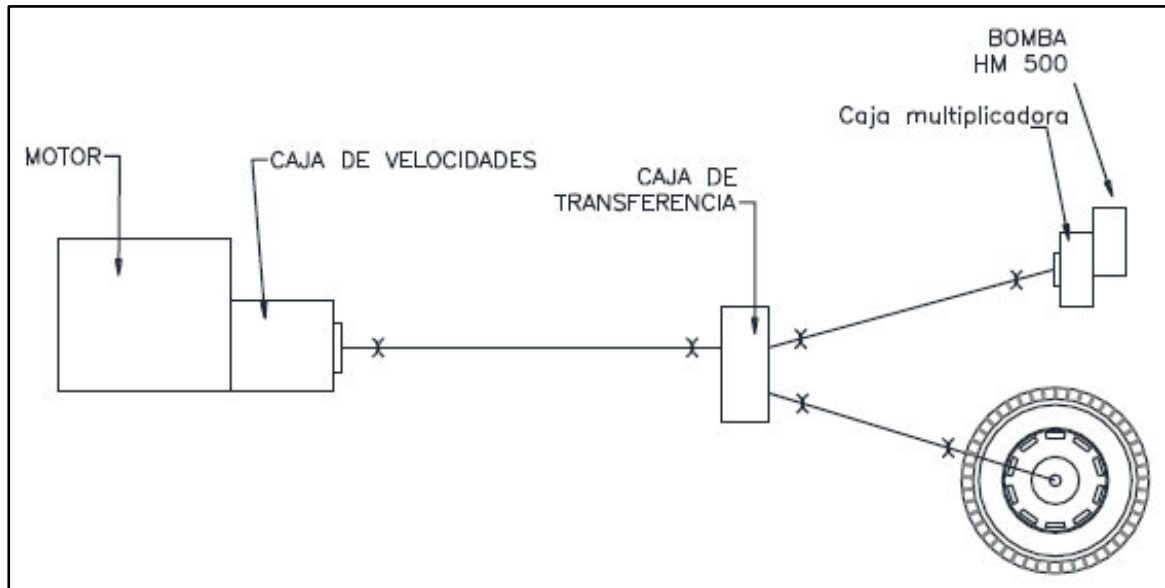 MOTOR
CAJA DE VELOCIDADES
CAJA DE
TRANSFERENCIA
BOMBA
HM 500
Caja multiplicadora